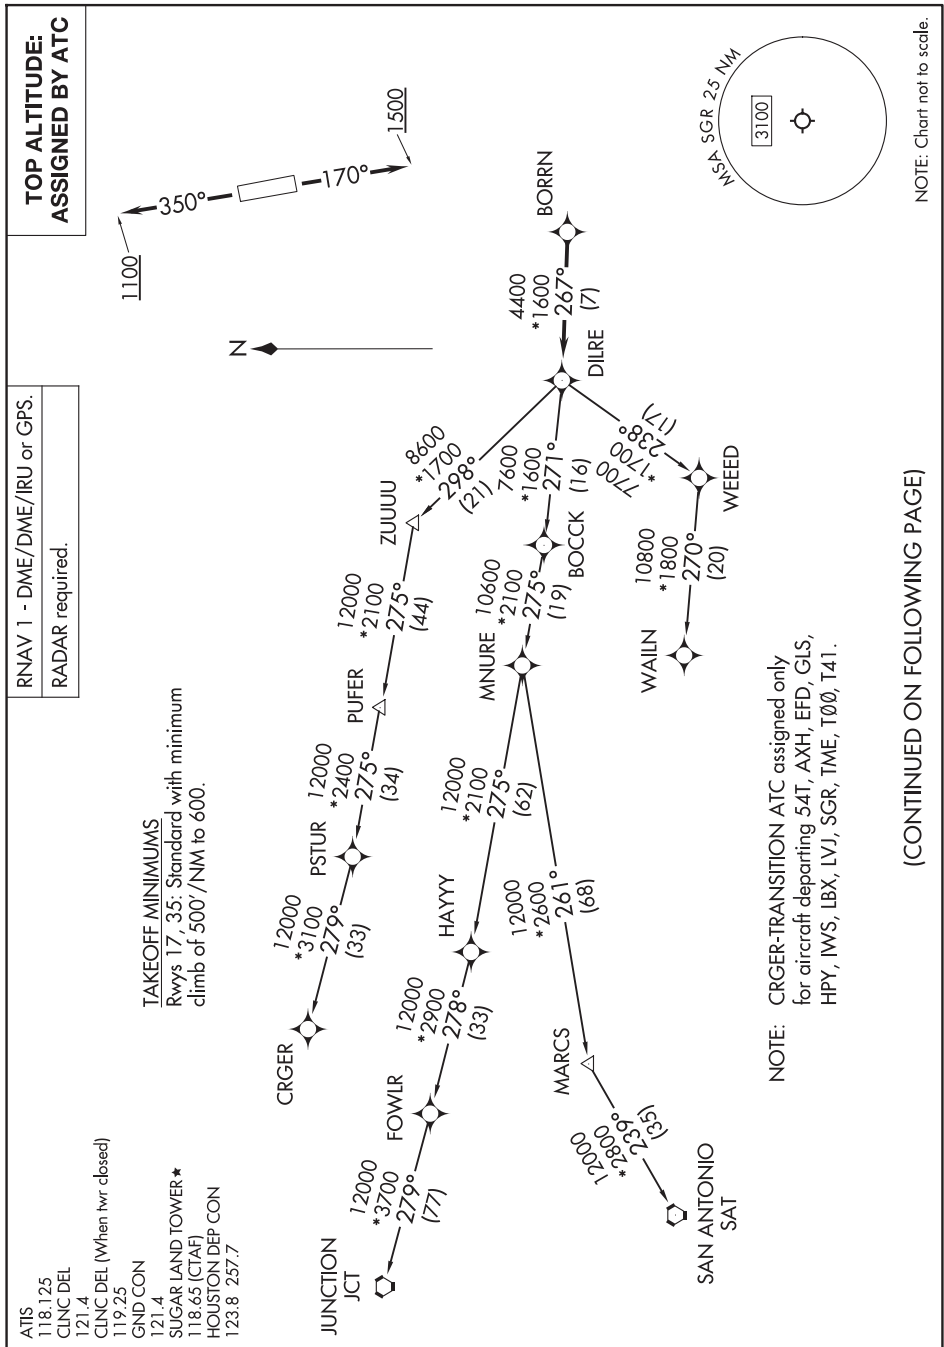 ATIS
118.125
CLNC DEL
121.4
CLNC DEL (When twr closed)
119.25
GND CON
121.4
SUGAR LAND TOWER★
118.65 (CTAF)
HOUSTON DEP CON
123.8 257.7
RNAV 1 - DME/DME/IRU or GPS.
RADAR required.
TOP ALTITUDE:
ASSIGNED BY ATC
TAKEOFF MINIMUMS
Rwys 17, 35: Standard with minimum
climb of 500'/NM to 600.
1100
350°
170°
1500
N
CRGER
12000
*3100
279°
(33)
PSTUR
12000
*2400
275°
(34)
PUFER
12000
*2100
275°
(44)
ZUUUU
8600
*1700
298°
(21)
JUNCTION
JCT
12000
*3700
279°
(77)
FOWLR
12000
*2900
278°
(33)
HAYYY
12000
*2100
275°
(62)
MNURE
10600
*2100
275°
(19)
BOCCK
7600
*1600
271°
(16)
DILRE
4400
*1600
267°
(7)
BORRN
SAN ANTONIO
SAT
12000
*2800
239°
(35)
MARCS
12000
*2600
261°
(68)
WAILN
10800
*1800
270°
(20)
WEEED
7700
*1700
238°
(17)
MSA SGR 25 NM
3100
NOTE: CRGER-TRANSITION ATC assigned only
for aircraft departing 54T, AXH, EFD, GLS,
HPY, IWS, LBX, LVJ, SGR, TME, TØØ, T41.
(CONTINUED ON FOLLOWING PAGE)
NOTE: Chart not to scale.